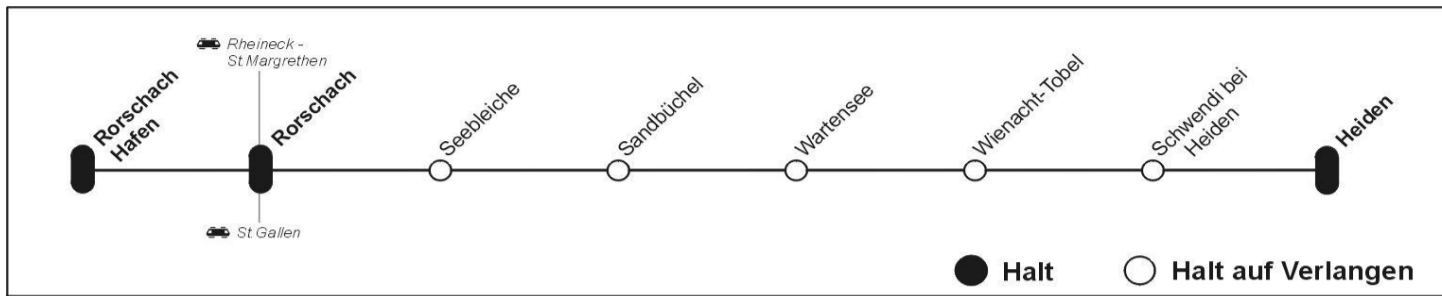 Rheineck -
St Margrethen
Rorschach
Hafen
Rorschach
Seebleiche
Sandbüchel
Wartensee
Wienacht-Tobel
Schwendi bei
Heiden
Heiden
St Gallen
Halt
Halt auf Verlangen